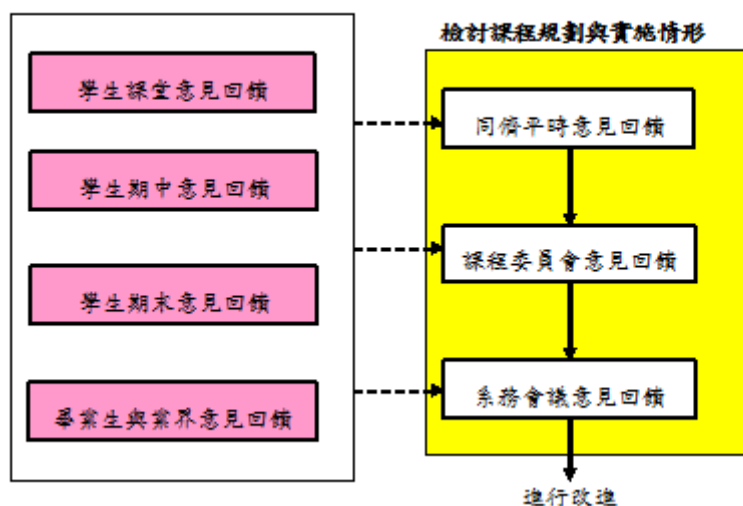 檢討課程規劃與實施情形
學生課堂意見回饋
學生期中意見回饋
學生期末意見回饋
畢業生與業界意見回饋
同儕平時意見回饋
課程委員會意見回饋
系務會議意見回饋
進行改進